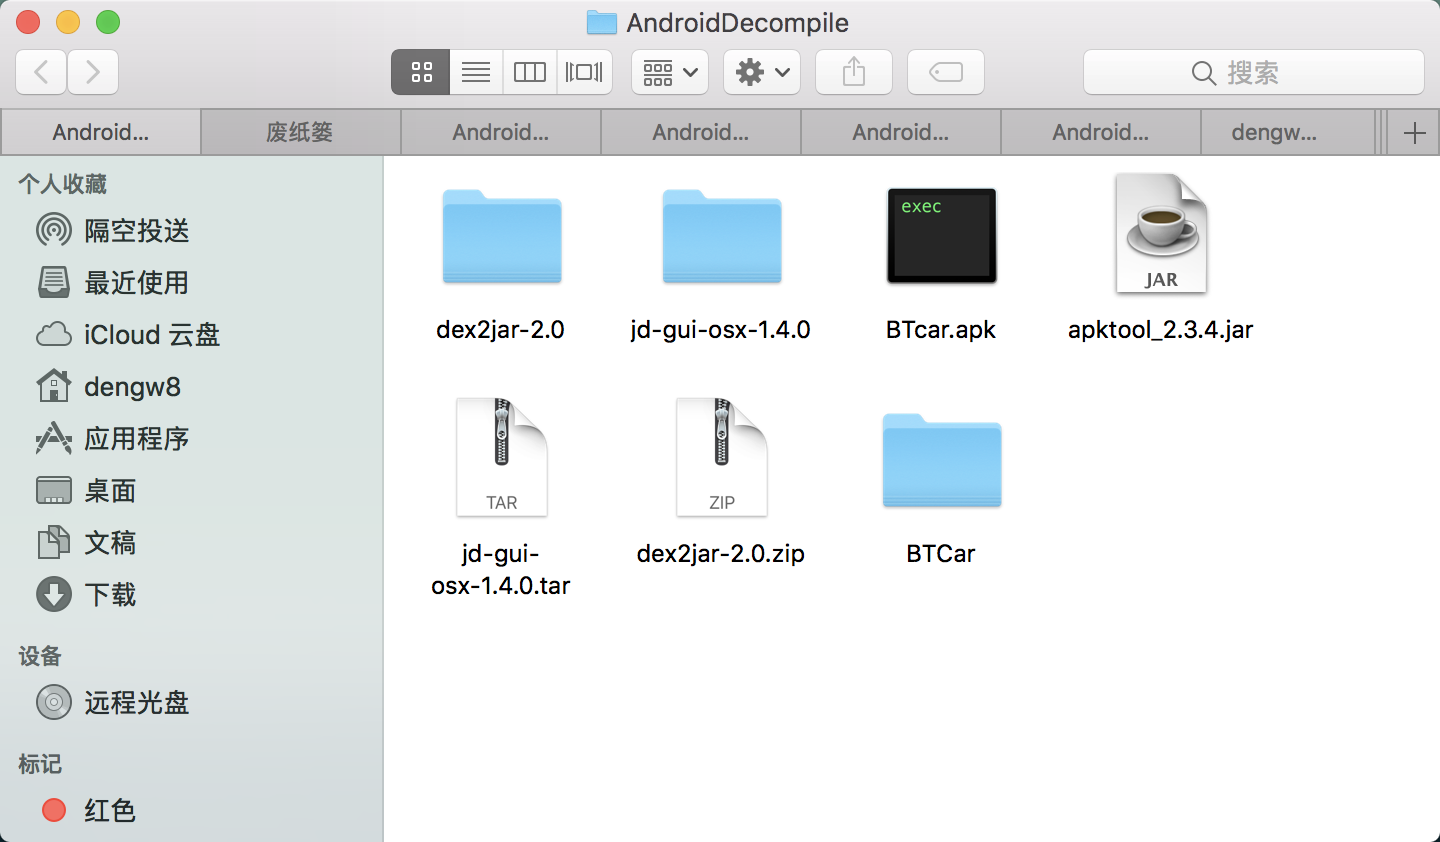 AndroidDecompile
搜索
Android...
废纸篓
Android...
Android...
Android...
Android...
dengw...
个人收藏
隔空投送
最近使用
iCloud 云盘
dengw8
应用程序
桌面
文稿
下载
设备
远程光盘
标记
红色
dex2jar-2.0
jd-gui-osx-1.4.0
exec
BTcar.apk
JAR
apktool_2.3.4.jar
TAR
jd-gui-
osx-1.4.0.tar
ZIP
dex2jar-2.0.zip
BTCar